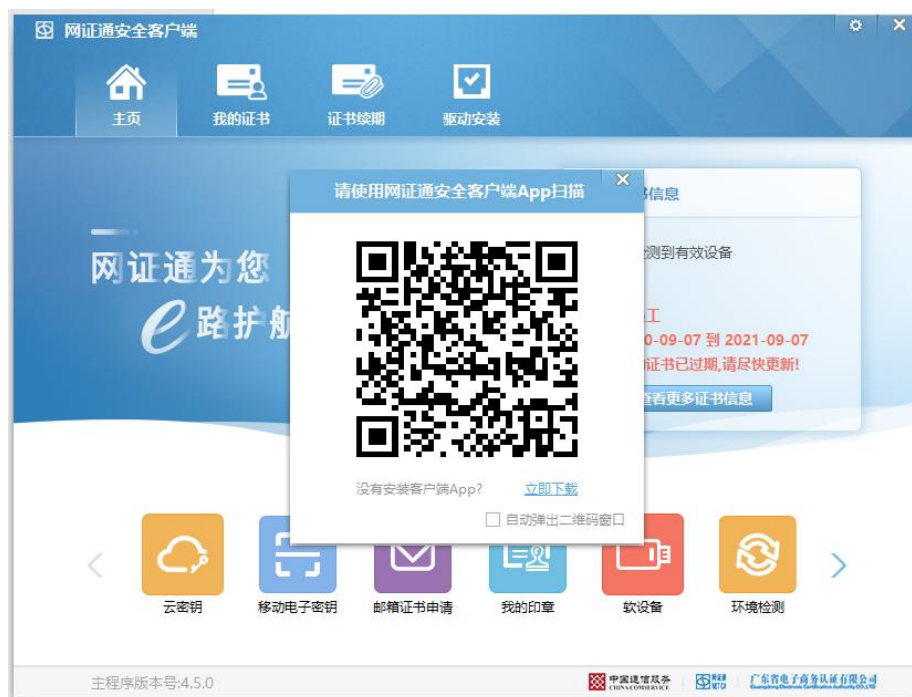 网证通安全客户端
主页
我的证书
证书续期
驱动安装
请使用网证通安全客户端App扫描
书信息
网证通为您
e路护航
测到有效设备
工
0-09-07 到 2021-09-07
证书已过期,请尽快更新!
查看更多证书信息
没有安装客户端App?
立即下载
自动弹出二维码窗口
云密钥
移动电子密钥
邮箱证书申请
我的印章
软设备
环境检测
主程序版本号:4.5.0
中国通信服务
CHINA COMSERVICE
网证通
NETCA
广东省电子商务认证有限公司